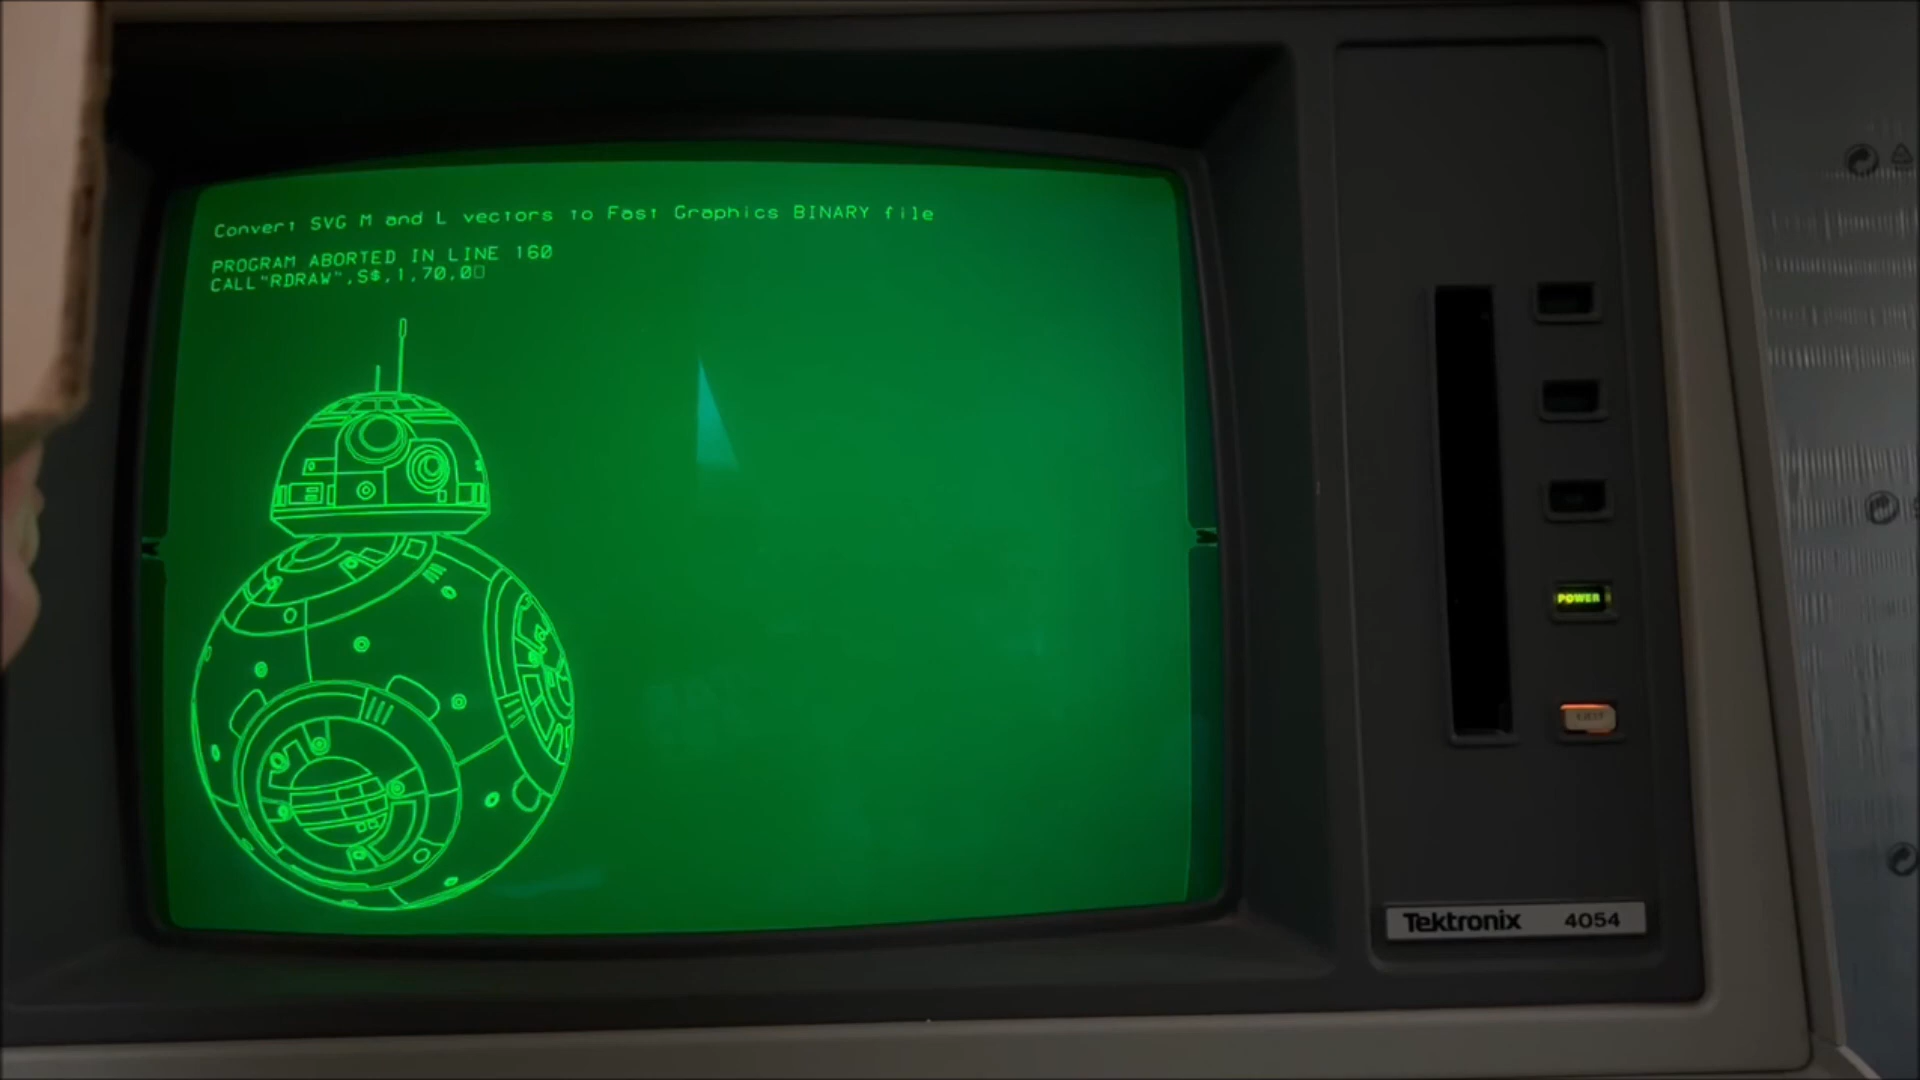 Convert SVG M and L vectors to Fast Graphics BINARY file
PROGRAM ABORTED IN LINE 160
CALL"RDRAW",S$,1,70,0
POWER
EJECT
Tektronix 4054